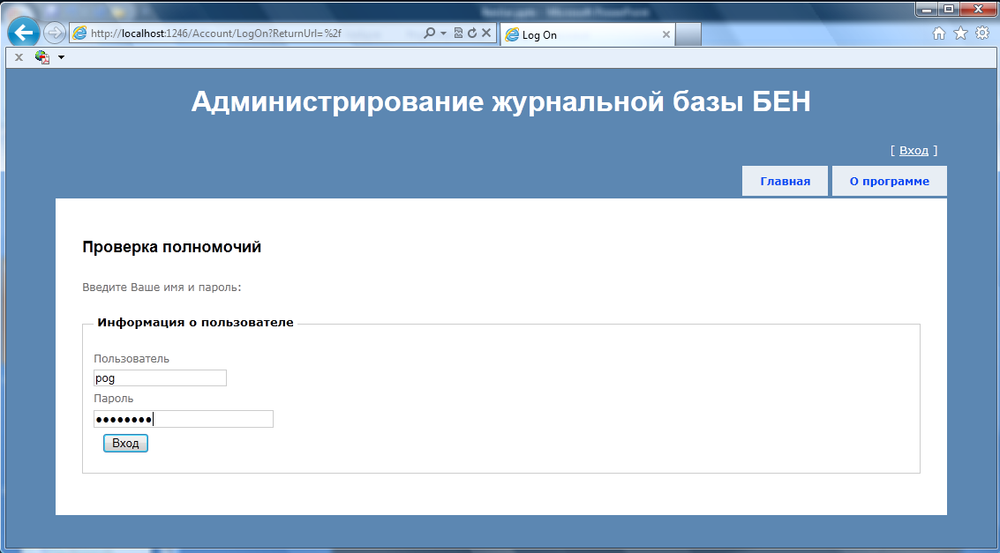 http://localhost:1246/Account/LogOn?ReturnUrl=%2f
Log On
Администрирование журнальной базы БЕН
[ Вход ]
Главная
О программе
Проверка полномочий
Введите Ваше имя и пароль:
Информация о пользователе
Пользователь
pog
Пароль
••••••••
Вход